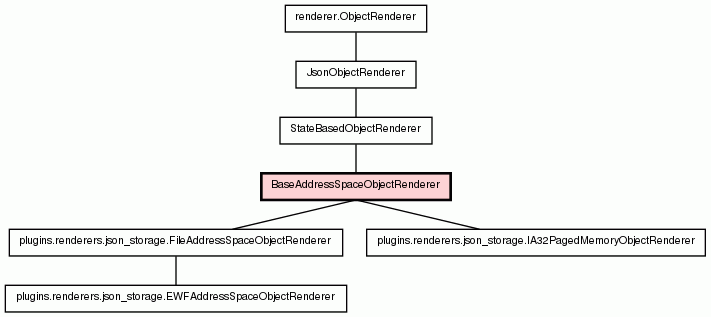 renderer.ObjectRenderer
JsonObjectRenderer
StateBasedObjectRenderer
BaseAddressSpaceObjectRenderer
plugins.renderers.json_storage.FileAddressSpaceObjectRenderer
plugins.renderers.json_storage.IA32PagedMemoryObjectRenderer
plugins.renderers.json_storage.EWFAddressSpaceObjectRenderer